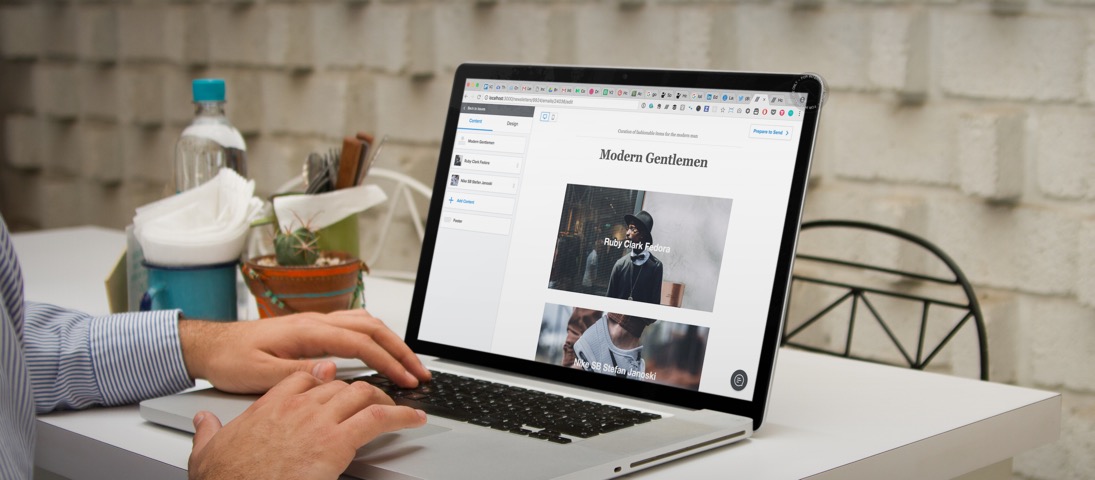 Back to home
Content
Design
Modern Gentlemen
Ruby Clark Fedora
Nike SB Stefan Janoski
Add Content
Footer
Curation of fashionable items for the modern man
Prepare to Send
Modern Gentlemen
Ruby Clark Fedora
Nike SB Stefan Janoski